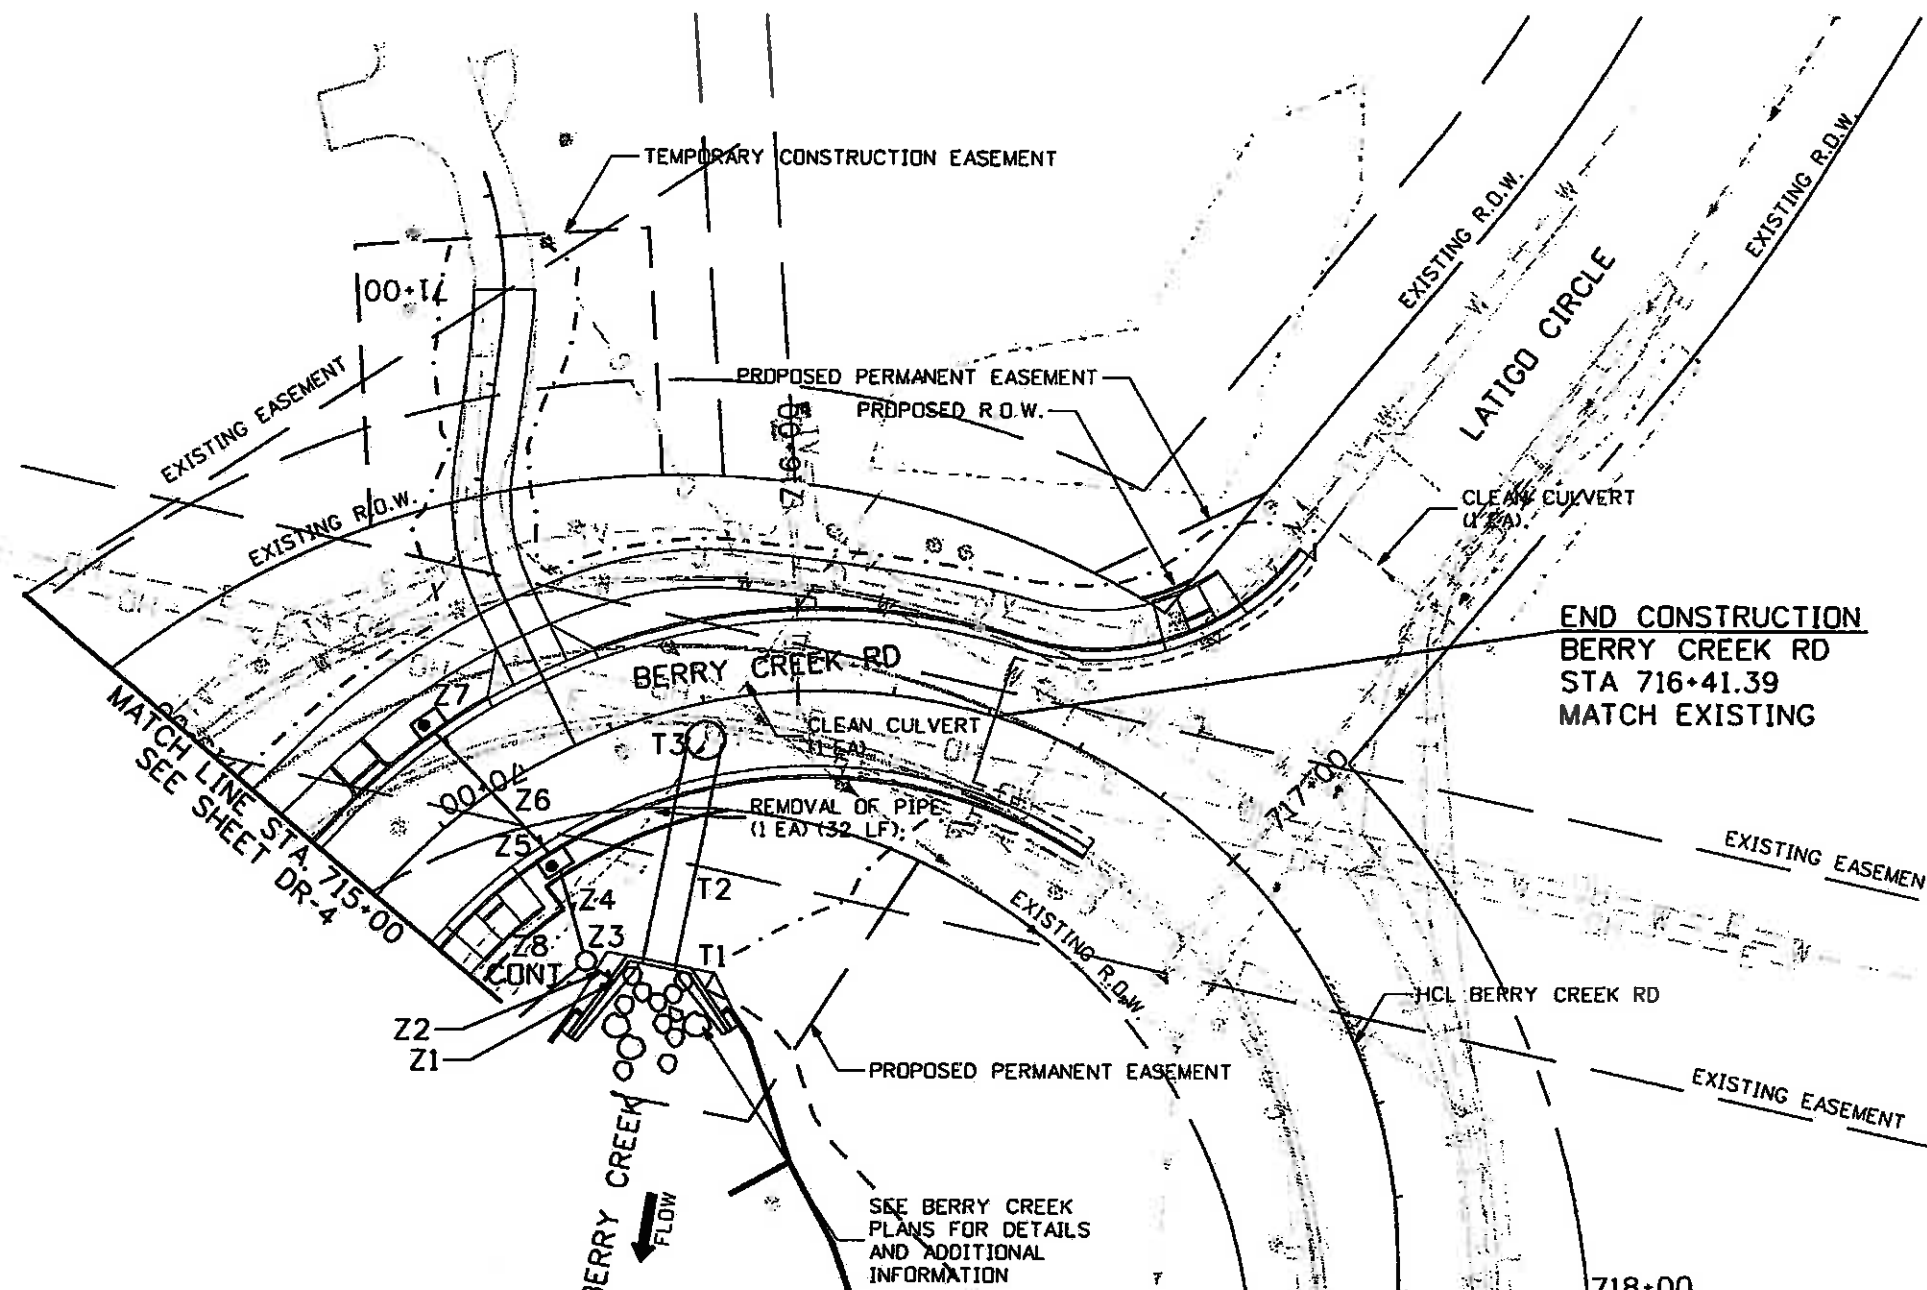 TEMPORARY CONSTRUCTION EASEMENT
71+00
EXISTING EASEMENT
EXISTING R.O.W.
PROPOSED PERMANENT EASEMENT
PROPOSED R.O.W.
716+00
EXISTING R.O.W.
EXISTING R.O.W.
LATIGO CIRCLE
CLEAN CULVERT
(1 EA)
END CONSTRUCTION
BERRY CREEK RD
STA 716+41.39
MATCH EXISTING
BERRY CREEK RD
Z7
MATCH LINE STA. 715+00
SEE SHEET DR-4
T3
CLEAN CULVERT
(1 EA)
70+00
Z6
REMOVAL OF PIPE
(1 EA) (32 LF)
717+00
Z5
Z4
T2
EXISTING R.O.W.
EXISTING EASEMEN
Z3
Z8
CONT
T1
HCL BERRY CREEK RD
Z2
Z1
PROPOSED PERMANENT EASEMENT
EXISTING EASEMENT
BERRY CREEK
FLOW
SEE BERRY CREEK
PLANS FOR DETAILS
AND ADDITIONAL
INFORMATION
718+00